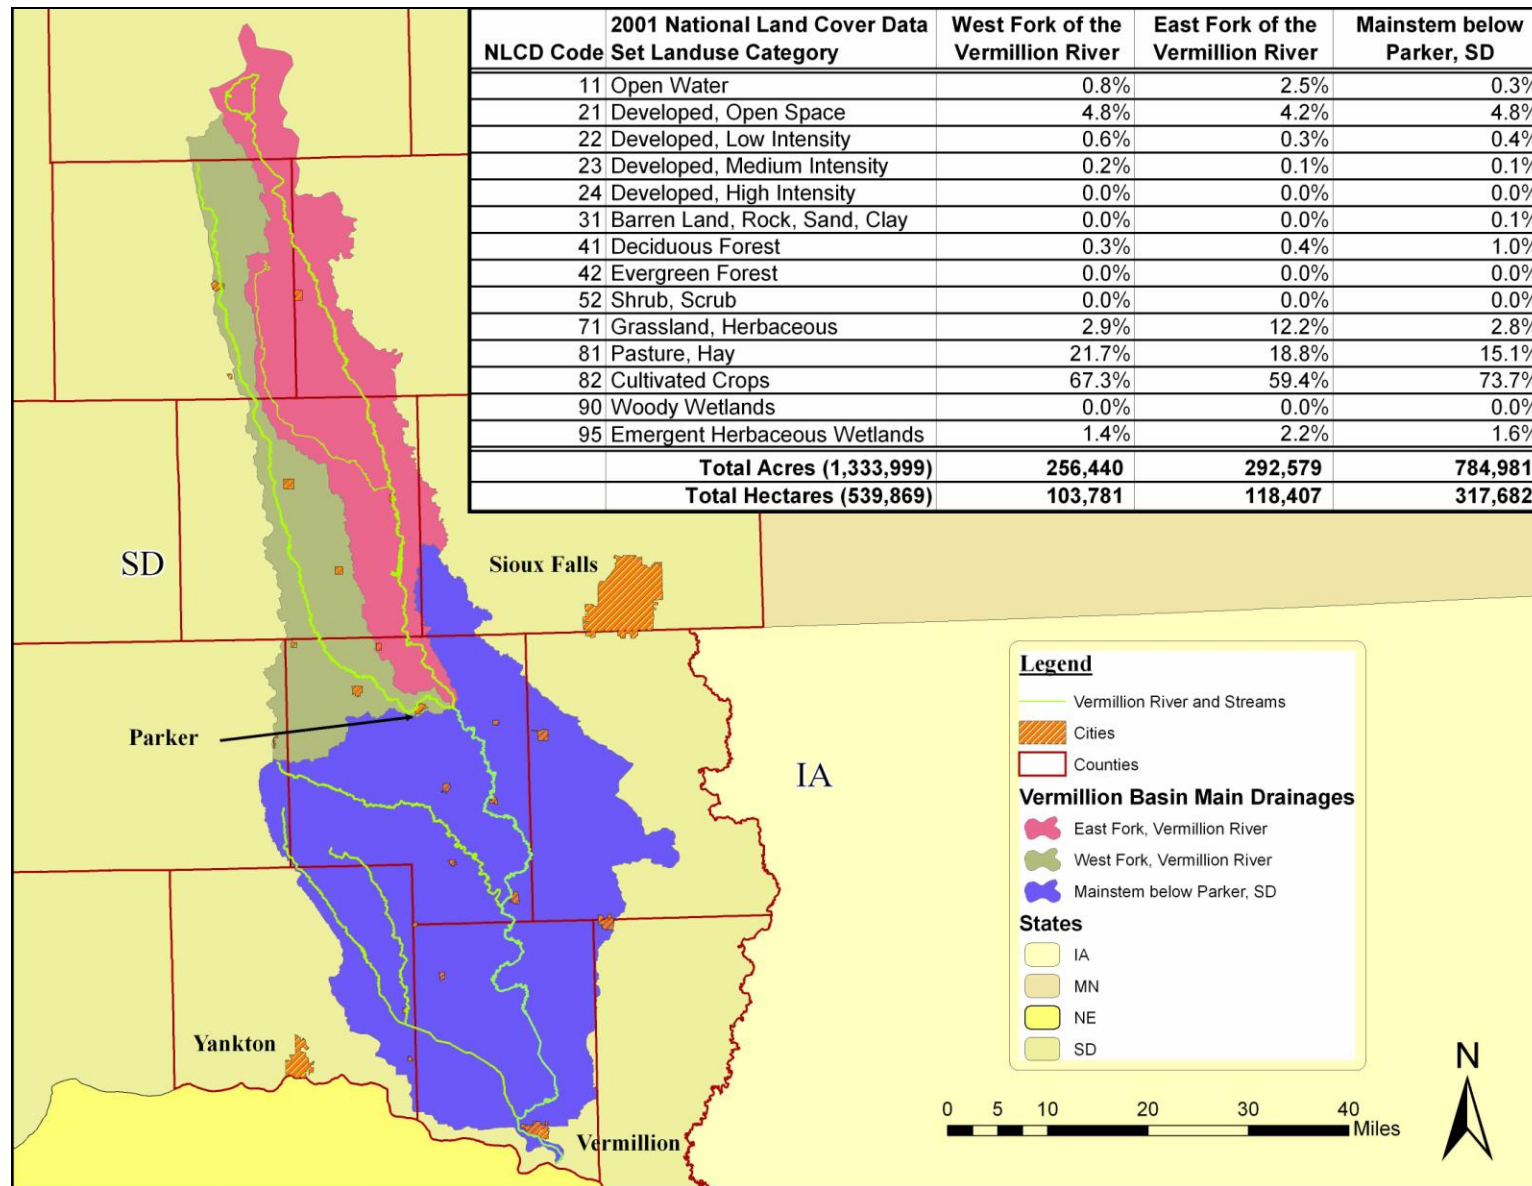 NLCD Code 2001 National Land Cover Data Set Landuse Category West Fork of the Vermillion River East Fork of the Vermillion River Mainstem below Parker, SD
11 Open Water 0.8% 2.5% 0.3%
21 Developed, Open Space 4.8% 4.2% 4.8%
22 Developed, Low Intensity 0.6% 0.3% 0.4%
23 Developed, Medium Intensity 0.2% 0.1% 0.1%
24 Developed, High Intensity 0.0% 0.0% 0.0%
31 Barren Land, Rock, Sand, Clay 0.0% 0.0% 0.1%
41 Deciduous Forest 0.3% 0.4% 1.0%
42 Evergreen Forest 0.0% 0.0% 0.0%
52 Shrub, Scrub 0.0% 0.0% 0.0%
71 Grassland, Herbaceous 2.9% 12.2% 2.8%
81 Pasture, Hay 21.7% 18.8% 15.1%
82 Cultivated Crops 67.3% 59.4% 73.7%
90 Woody Wetlands 0.0% 0.0% 0.0%
95 Emergent Herbaceous Wetlands 1.4% 2.2% 1.6%
Total Acres (1,333,999) 256,440 292,579 784,981
Total Hectares (539,869) 103,781 118,407 317,682
SD
Sioux Falls
Parker
IA
Yankton
Vermillion
Legend
Vermillion River and Streams
Cities
Counties
Vermillion Basin Main Drainages
East Fork, Vermillion River
West Fork, Vermillion River
Mainstem below Parker, SD
States
IA
MN
NE
SD
N
0 5 10 20 30 40
Miles